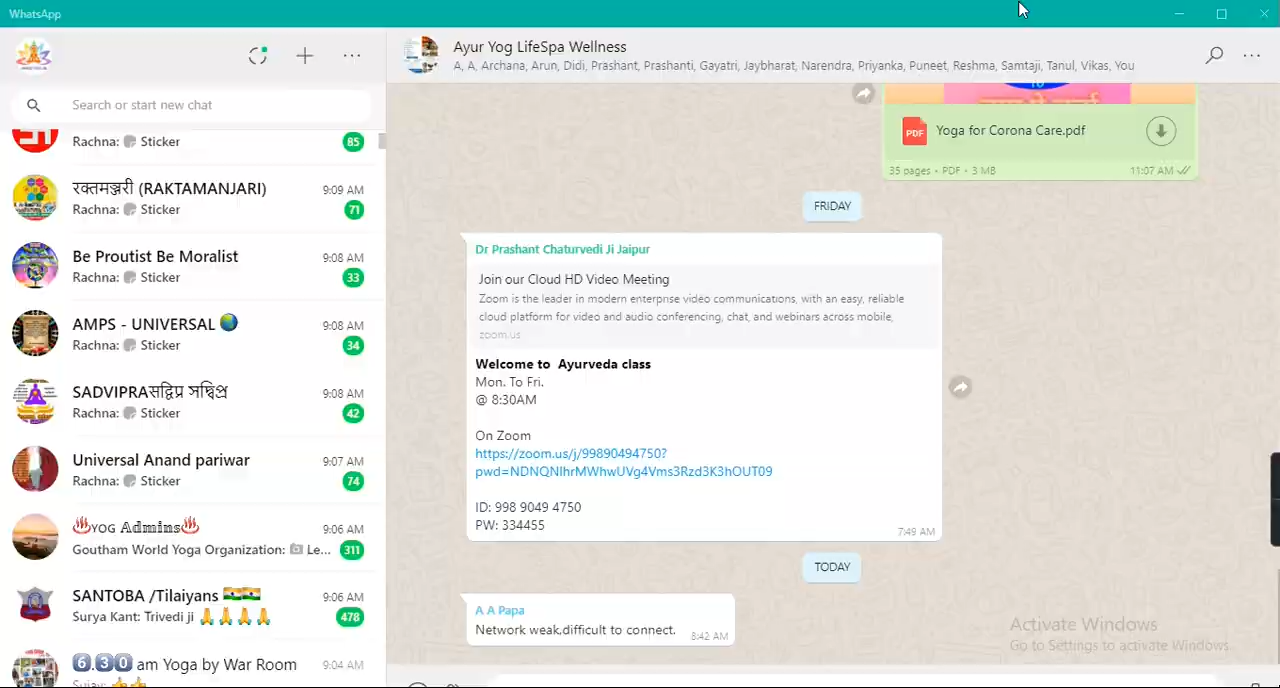 WhatsApp
Search or start new chat
Rachna: Sticker
85
रक्तमञ्जरी (RAKTAMANJARI)
9:09 AM
Rachna: Sticker
71
Be Proutist Be Moralist
9:08 AM
Rachna: Sticker
33
AMPS - UNIVERSAL
9:08 AM
Rachna: Sticker
34
SADVIPRAसद्विप्र সদ্বিপ্র
9:08 AM
Rachna: Sticker
42
Universal Anand pariwar
9:07 AM
Rachna: Sticker
74
♨YOG 𝔸𝕕𝕞𝕚𝕟𝕤♨
9:06 AM
Goutham World Yoga Organization: Le...
311
SANTOBA /Tilaiyans 🇮🇳🇮🇳
9:06 AM
Surya Kant: Trivedi ji 🙏🙏🙏🙏
478
6.30 am Yoga by War Room
9:04 AM
Ayur Yog LifeSpa Wellness
A, A, Archana, Arun, Didi, Prashant, Prashanti, Gayatri, Jaybharat, Narendra, Priyanka, Puneet, Reshma, Samtaji, Tanul, Vikas, You
PDF
Yoga for Corona Care.pdf
35 pages • PDF • 3 MB
11:07 AM
FRIDAY
Dr Prashant Chaturvedi Ji Jaipur
Join our Cloud HD Video Meeting
Zoom is the leader in modern enterprise video communications, with an easy, reliable
cloud platform for video and audio conferencing, chat, and webinars across mobile,
zoom.us
Welcome to Ayurveda class
Mon. To Fri.
@ 8:30AM
On Zoom
https://zoom.us/j/99890494750?
pwd=NDNQNlhrMWhwUVg4Vms3Rzd3K3hOUT09
ID: 998 9049 4750
PW: 334455
7:49 AM
TODAY
A A Papa
Network weak,difficult to connect.
8:42 AM
Activate Windows
Go to Settings to activate Windows.